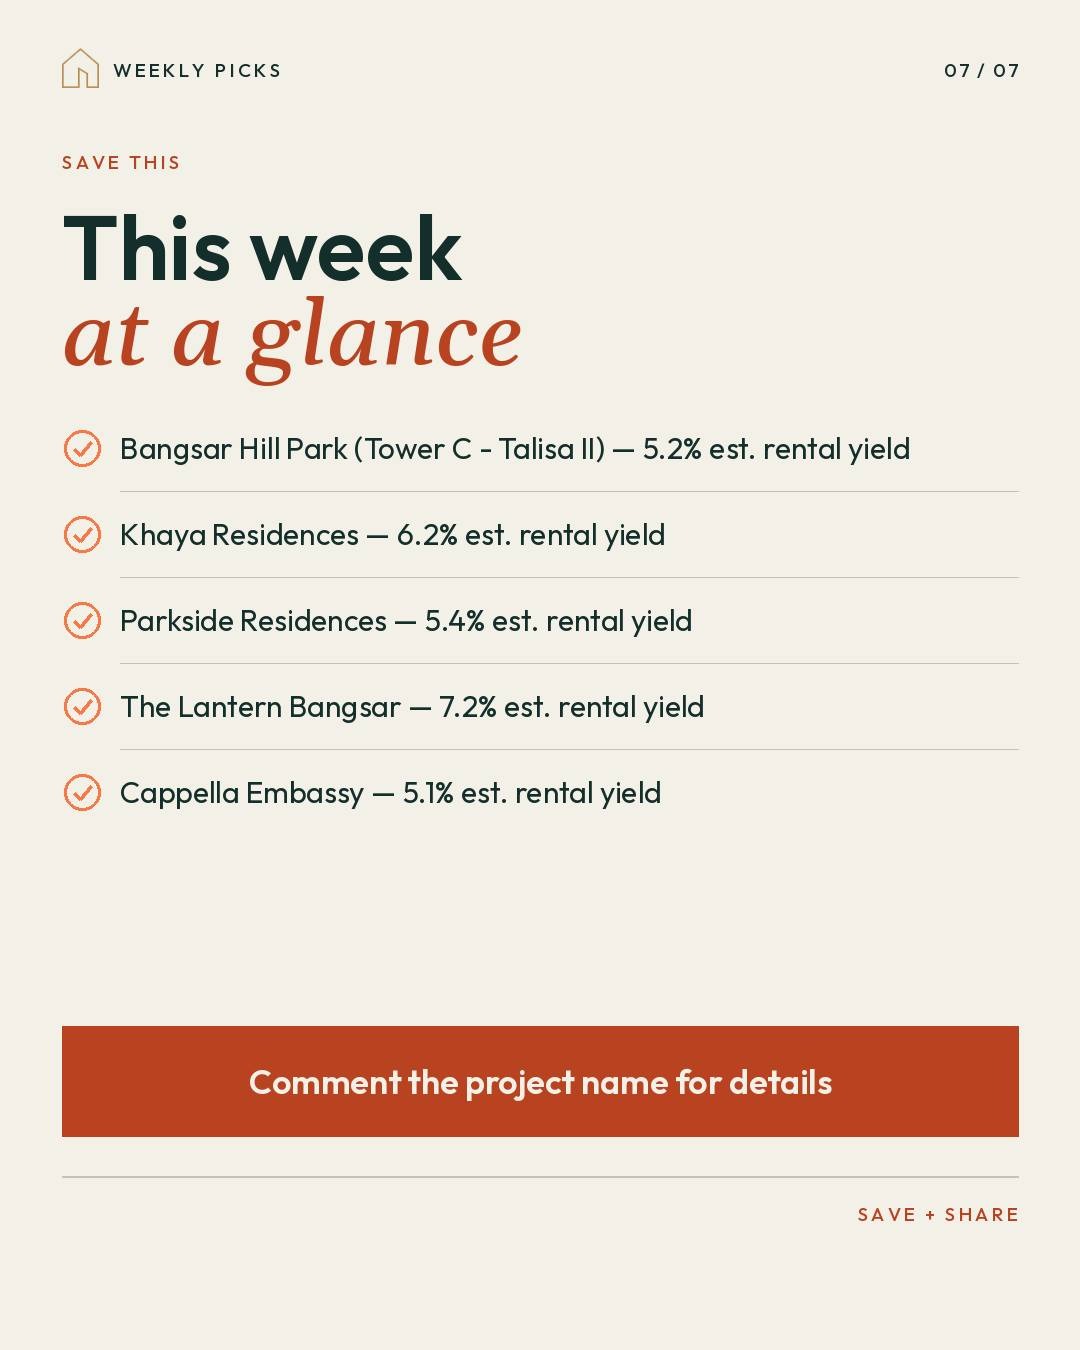 WEEKLY PICKS
07 / 07
SAVE THIS
This week
at a glance
Bangsar Hill Park (Tower C - Talisa II) — 5.2% est. rental yield
Khaya Residences — 6.2% est. rental yield
Parkside Residences — 5.4% est. rental yield
The Lantern Bangsar — 7.2% est. rental yield
Cappella Embassy — 5.1% est. rental yield
Comment the project name for details
SAVE + SHARE